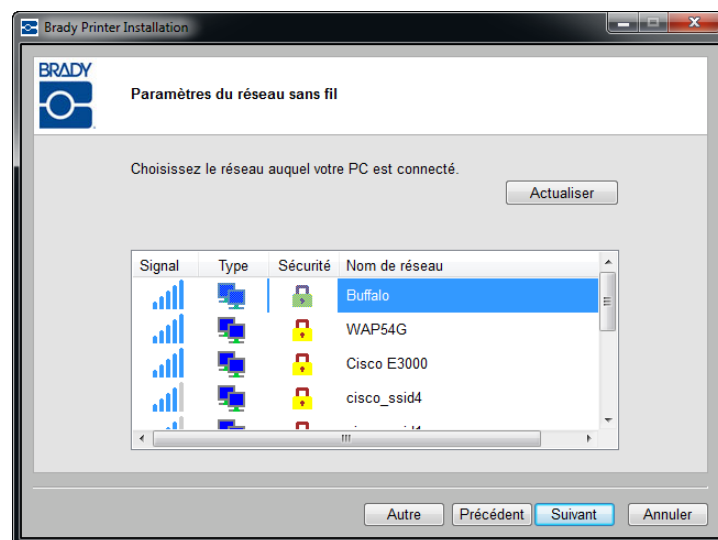 Brady Printer Installation
BRADY
Paramètres du réseau sans fil
Choisissez le réseau auquel votre PC est connecté.
Actualiser
Signal Type Sécurité Nom de réseau
Buffalo
WAP54G
Cisco E3000
cisco_ssid4
Autre Précédent Suivant Annuler